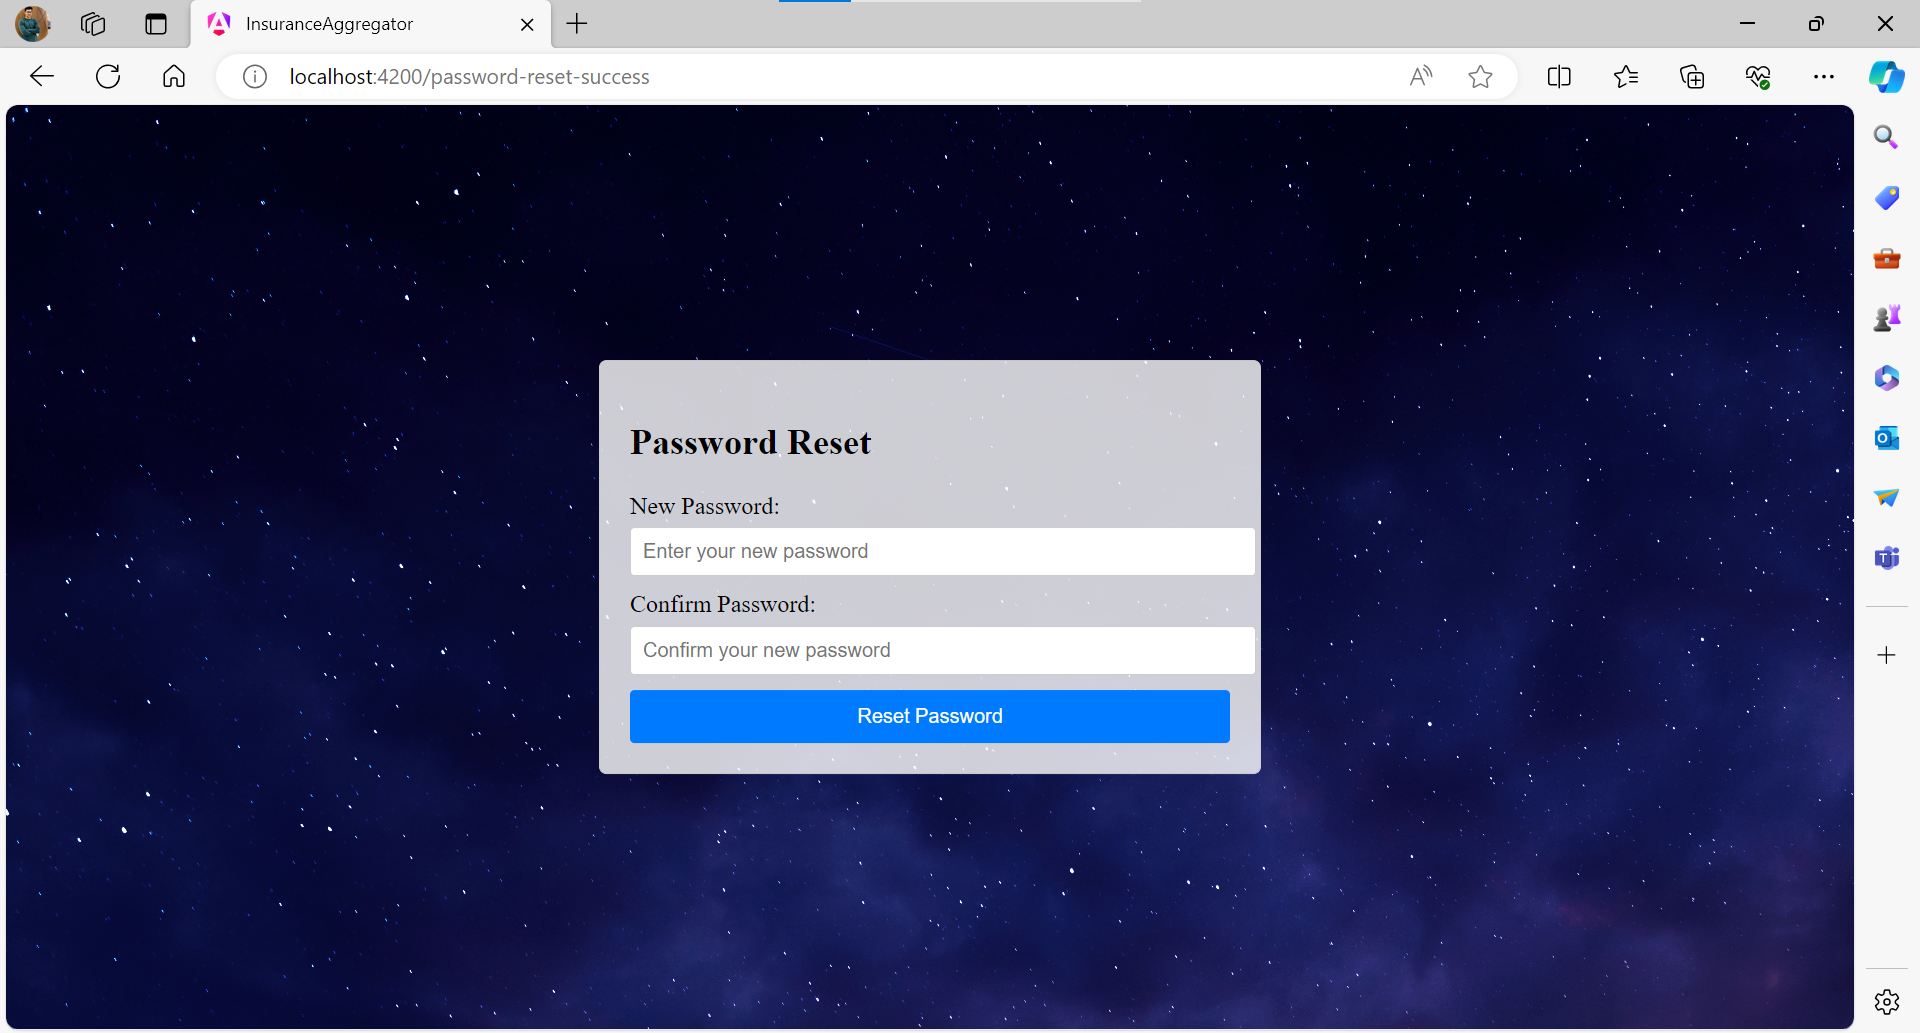 InsuranceAggregator
localhost:4200/password-reset-success
Password Reset
New Password:
Enter your new password
Confirm Password:
Confirm your new password
Reset Password